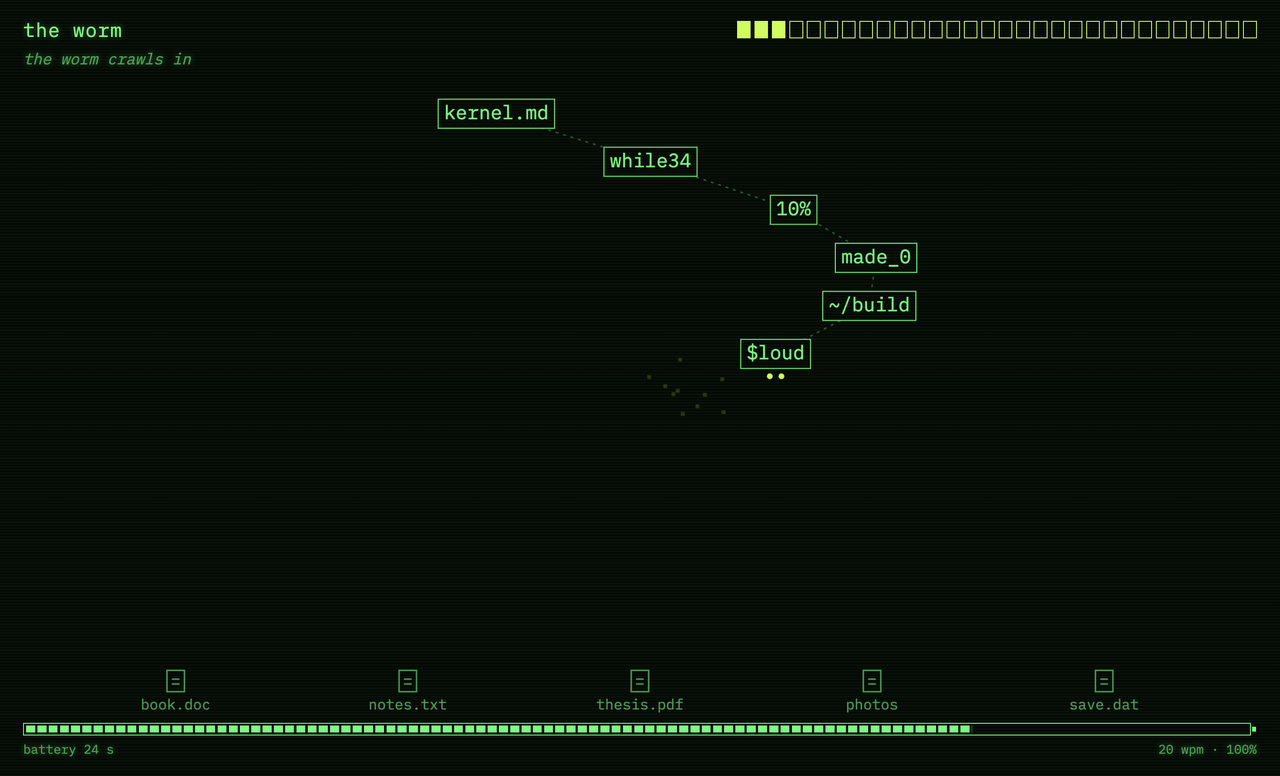 the worm
the worm crawls in
kernel.md
while34
10%
made_0
~/build
$loud
book.doc
notes.txt
thesis.pdf
photos
save.dat
battery 24 s
20 wpm · 100%